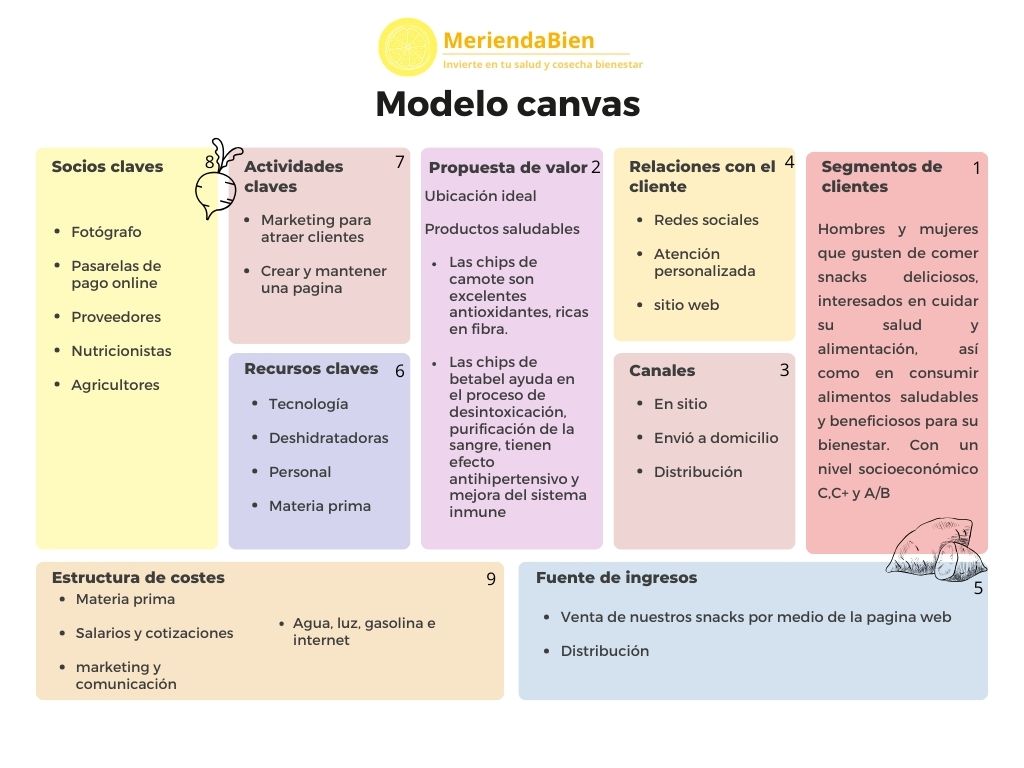 MeriendaBien
Invierte en tu salud y cosecha bienestar
Modelo canvas
Socios claves
8
• Fotógrafo
• Pasarelas de
pago online
• Proveedores
• Nutricionistas
• Agricultores
Actividades
claves
7
• Marketing para
atraer clientes
• Crear y mantener
una pagina
Recursos claves
6
• Tecnología
• Deshidratadoras
• Personal
• Materia prima
Propuesta de valor
2
Ubicación ideal
Productos saludables
• Las chips de
camote son
excelentes
antioxidantes, ricas
en fibra.
• Las chips de
betabel ayuda en
el proceso de
desintoxicación,
purificación de la
sangre, tienen
efecto
antihipertensivo y
mejora del sistema
inmune
Relaciones con el
cliente
4
• Redes sociales
• Atención
personalizada
• sitio web
Canales
3
• En sitio
• Envió a domicilio
• Distribución
Segmentos de
clientes
1
Hombres y mujeres
que gusten de comer
snacks deliciosos,
interesados en cuidar
su salud y
alimentación, así
como en consumir
alimentos saludables
y beneficiosos para su
bienestar. Con un
nivel socioeconómico
C,C+ y A/B
Estructura de costes
9
• Materia prima
• Salarios y cotizaciones
• marketing y
comunicación
• Agua, luz, gasolina e
internet
Fuente de ingresos
5
• Venta de nuestros snacks por medio de la pagina web
• Distribución